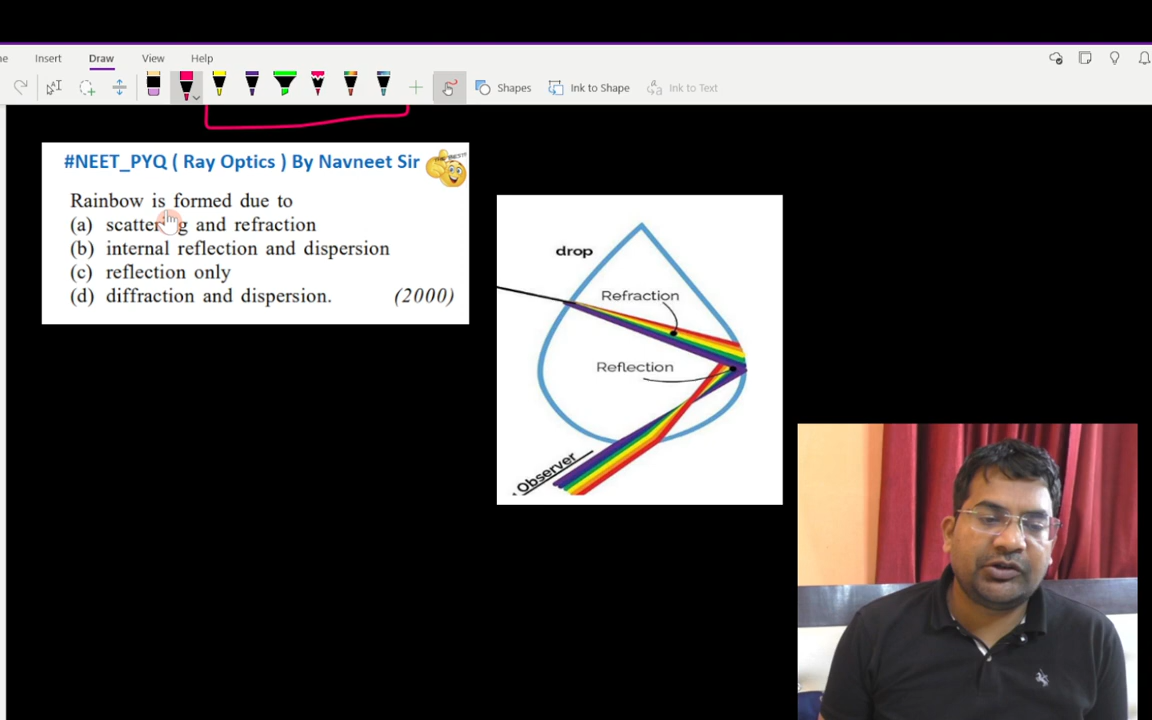 Insert Draw View Help
Shapes Ink to Shape Ink to Text
#NEET_PYQ ( Ray Optics ) By Navneet Sir
Rainbow is formed due to
(a) scattering and refraction
(b) internal reflection and dispersion
(c) reflection only
(d) diffraction and dispersion. (2000)
drop
Refraction
Reflection
Observer